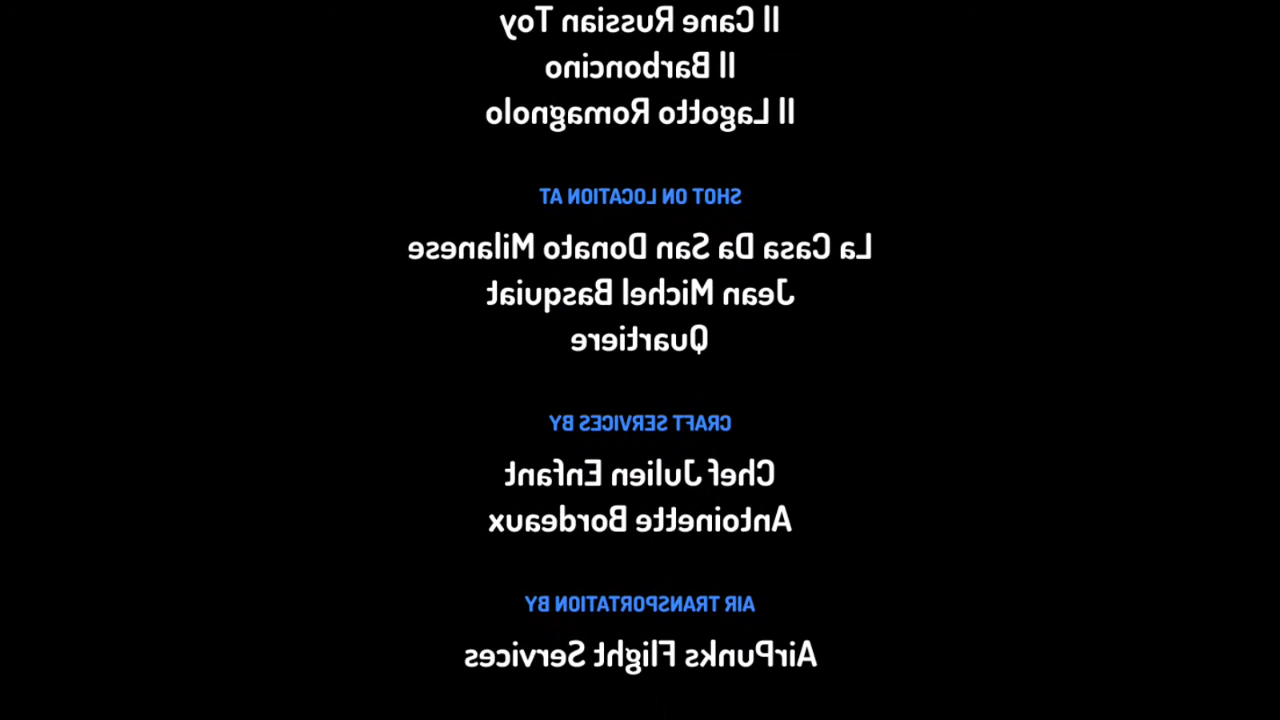 Il Cane Russian Toy
Il Barboncino
Il Lagotto Romagnolo
SHOT ON LOCATION AT
La Casa Da San Donato Milanese
Jean Michel Basquiat
Quartiere
CRAFT SERVICES BY
Chef Julien Enfant
Antoinette Bordeaux
AIR TRANSPORTATION BY
AirPunks Flight Services